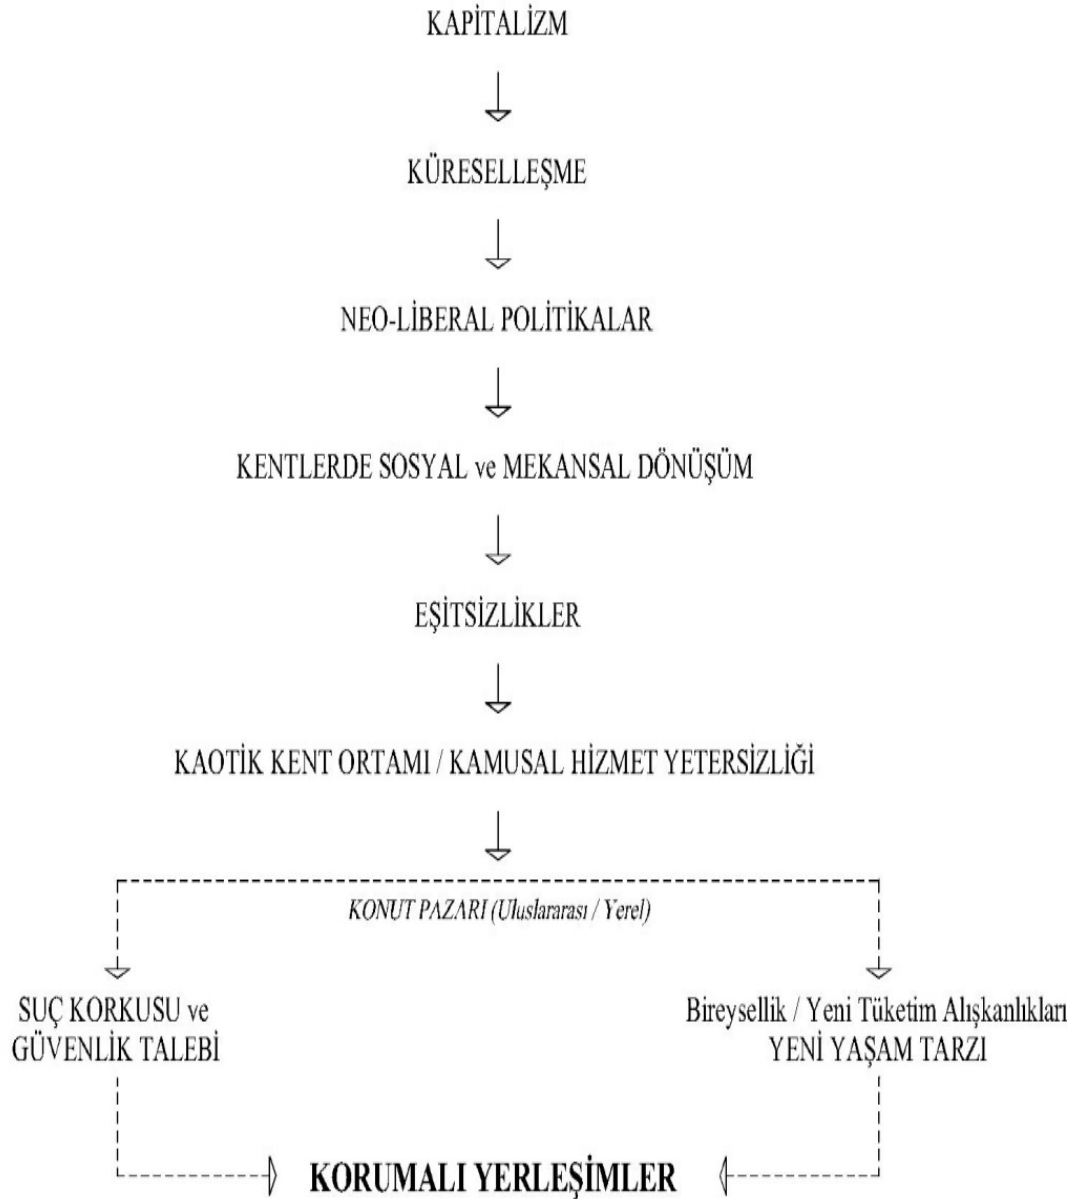 KAPİTALİZM
KÜRESELLEŞME
NEO-LİBERAL POLİTİKALAR
KENTLERDE SOSYAL ve MEKANSAL DÖNÜŞÜM
EŞİTSİZLİKLER
KAOTİK KENT ORTAMI / KAMUSAL HİZMET YETERSİZLİĞİ
KONUT PAZARI (Uluslararası / Yerel)
SUÇ KORKUSU ve
GÜVENLİK TALEBİ
Bireysellik / Yeni Tüketim Alışkanlıkları
YENİ YAŞAM TARZI
KORUMALI YERLEŞİMLER